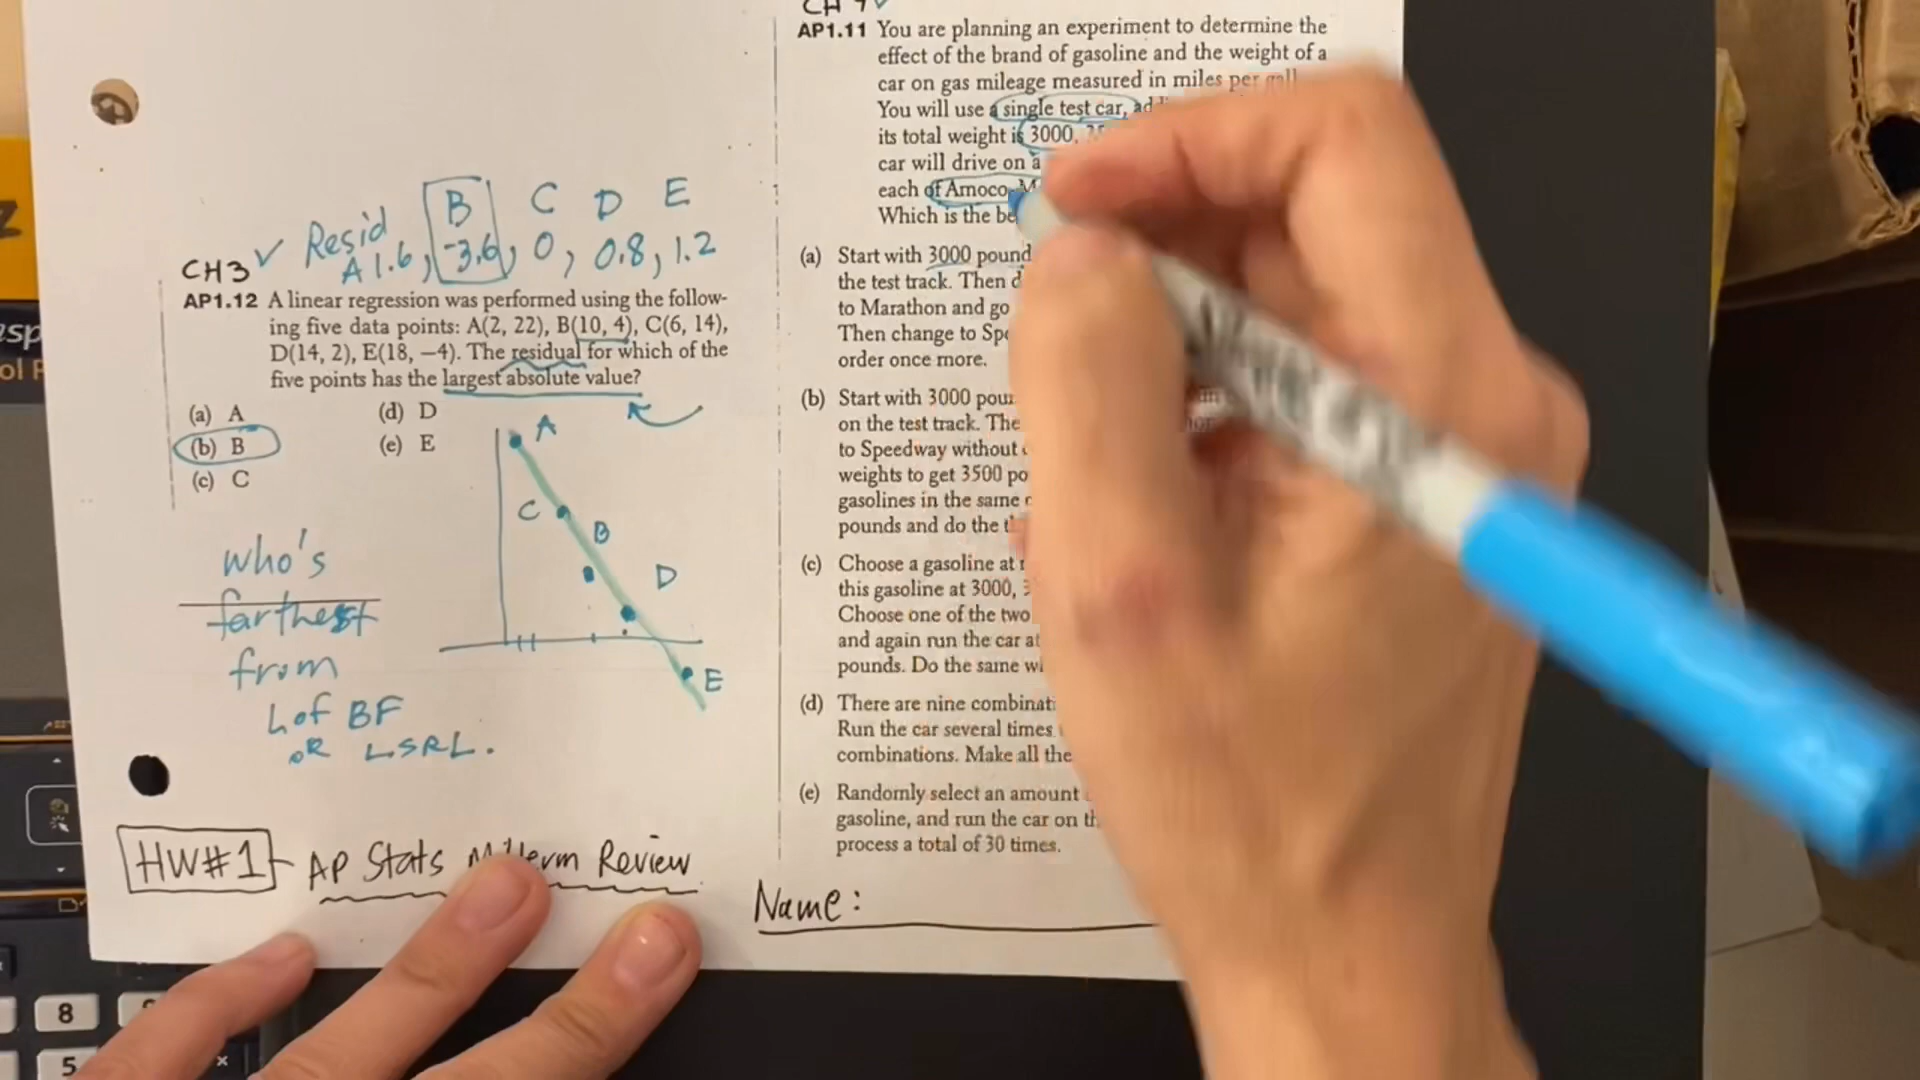 CH3 ✓ Resid
A B C D E
1.6, -3.6, 0, 0.8, 1.2
AP1.12 A linear regression was performed using the follow-
ing five data points: A(2, 22), B(10, 4), C(6, 14),
D(14, 2), E(18, −4). The residual for which of the
five points has the largest absolute value?
(a) A
(b) B
(c) C
(d) D
(e) E
A
C
B
D
E
who's
farthest
from
L of BF
OR LSRL.
HW#1 AP Stats Review
CH
AP1.11 You are planning an experiment to determine the
effect of the brand of gasoline and the weight of a
car on gas mileage measured in miles per
You will use a single test car,
its total weight is 3000,
car will drive on a
each of Amoco,
Which is the
(a) Start with 3000 pound
the test track. Then
to Marathon and go
Then change to
order once more.
(b) Start with 3000
on the test track. The
to Speedway without
weights to get 3500
gasolines in the same
pounds and do the
(c) Choose a gasoline at
this gasoline at 3000,
Choose one of the two
and again run the car at
pounds. Do the same
(d) There are nine
Run the car several times
combinations. Make all the
(e) Randomly select an amount
gasoline, and run the car on
process a total of 30 times.
Name:
8
5
×